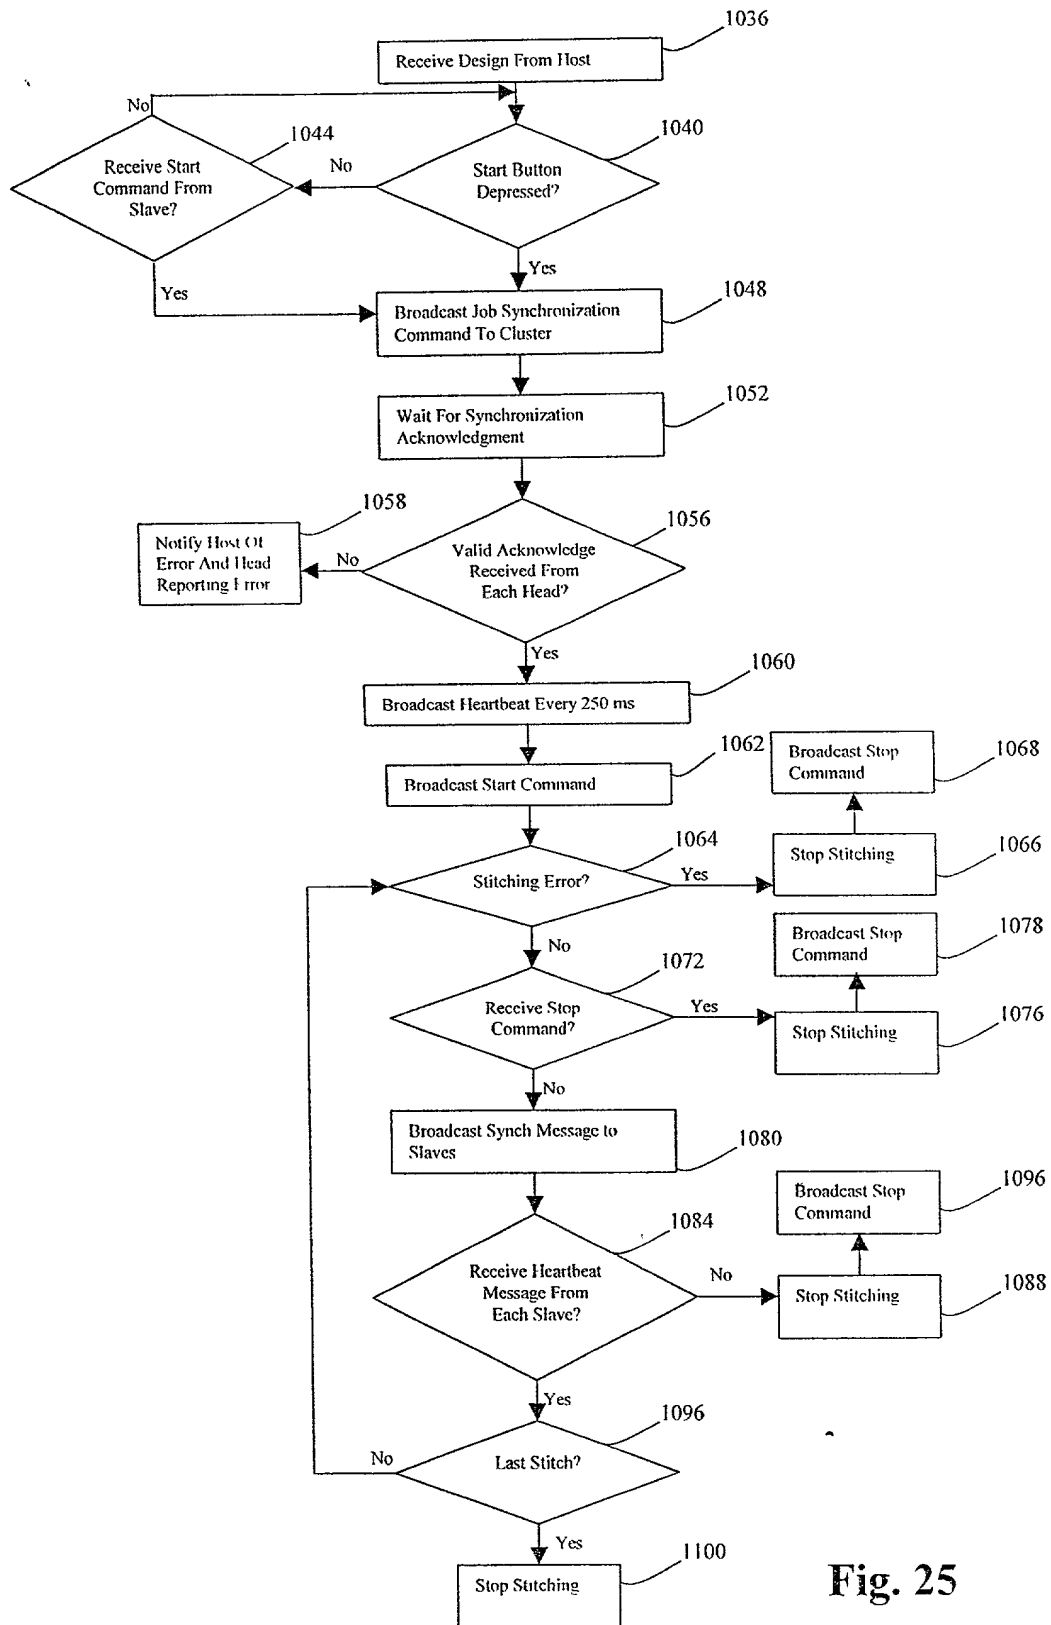 1036
Receive Design From Host
No
1044
1040
Receive Start
Command From
Slave?
No
Start Button
Depressed?
Yes
Yes
1048
Broadcast Job Synchronization
Command To Cluster
1052
Wait For Synchronization
Acknowledgment
1058
1056
Notify Host Of
Error And Head
Reporting Error
No
Valid Acknowledge
Received From
Each Head?
Yes
1060
Broadcast Heartbeat Every 250 ms
1062
Broadcast Start Command
Broadcast Stop
Command
1068
1064
Stitching Error?
Yes
Stop Stitching
1066
No
Broadcast Stop
Command
1078
1072
Receive Stop
Command?
Yes
Stop Stitching
1076
No
Broadcast Synch Message to
Slaves
1080
Broadcast Stop
Command
1096
1084
Receive Heartbeat
Message From
Each Slave?
No
Stop Stitching
1088
Yes
1096
No
Last Stitch?
Yes
1100
Stop Stitching
Fig. 25